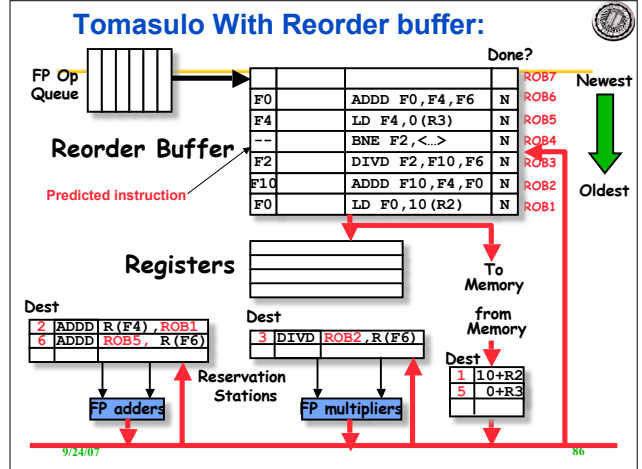 Tomasulo With Reorder buffer:
Done?
FP Op
Queue
ROB7
Newest
F0 ADDD F0,F4,F6 N ROB6
F4 LD F4,0(R3) N ROB5
-- BNE F2,<…> N ROB4
Reorder Buffer
F2 DIVD F2,F10,F6 N ROB3
F10 ADDD F10,F4,F0 N ROB2
Oldest
Predicted instruction
F0 LD F0,10(R2) N ROB1
Registers
To
Memory
from
Memory
Dest
2 ADDD R(F4),ROB1
6 ADDD ROB5, R(F6)
Dest
3 DIVD ROB2,R(F6)
Dest
1 10+R2
5 0+R3
Reservation
Stations
FP adders
FP multipliers
9/24/07
86